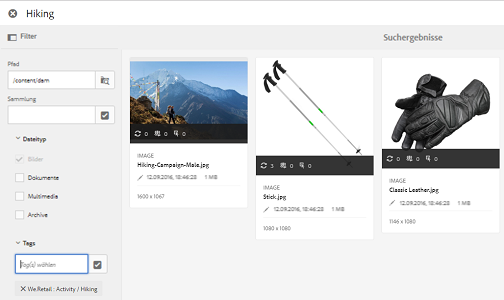 Hiking
Filter
Suchergebnisse
Pfad
/content/dam
Sammlung
Dateityp
Bilder
Dokumente
Multimedia
Archive
Tags
Tag(s) wählen
We.Retail : Activity / Hiking
0 0 0
IMAGE
Hiking-Campaign-Male.jpg
12.09.2016, 18:46:28 1 MB
1600 x 1067
3 0 0
IMAGE
Stick.jpg
12.09.2016, 18:46:28 1 MB
1080 x 1080
0 0 0
IMAGE
Classic Leather.jpg
12.09.2016, 18:46:28 1 MB
1146 x 1080